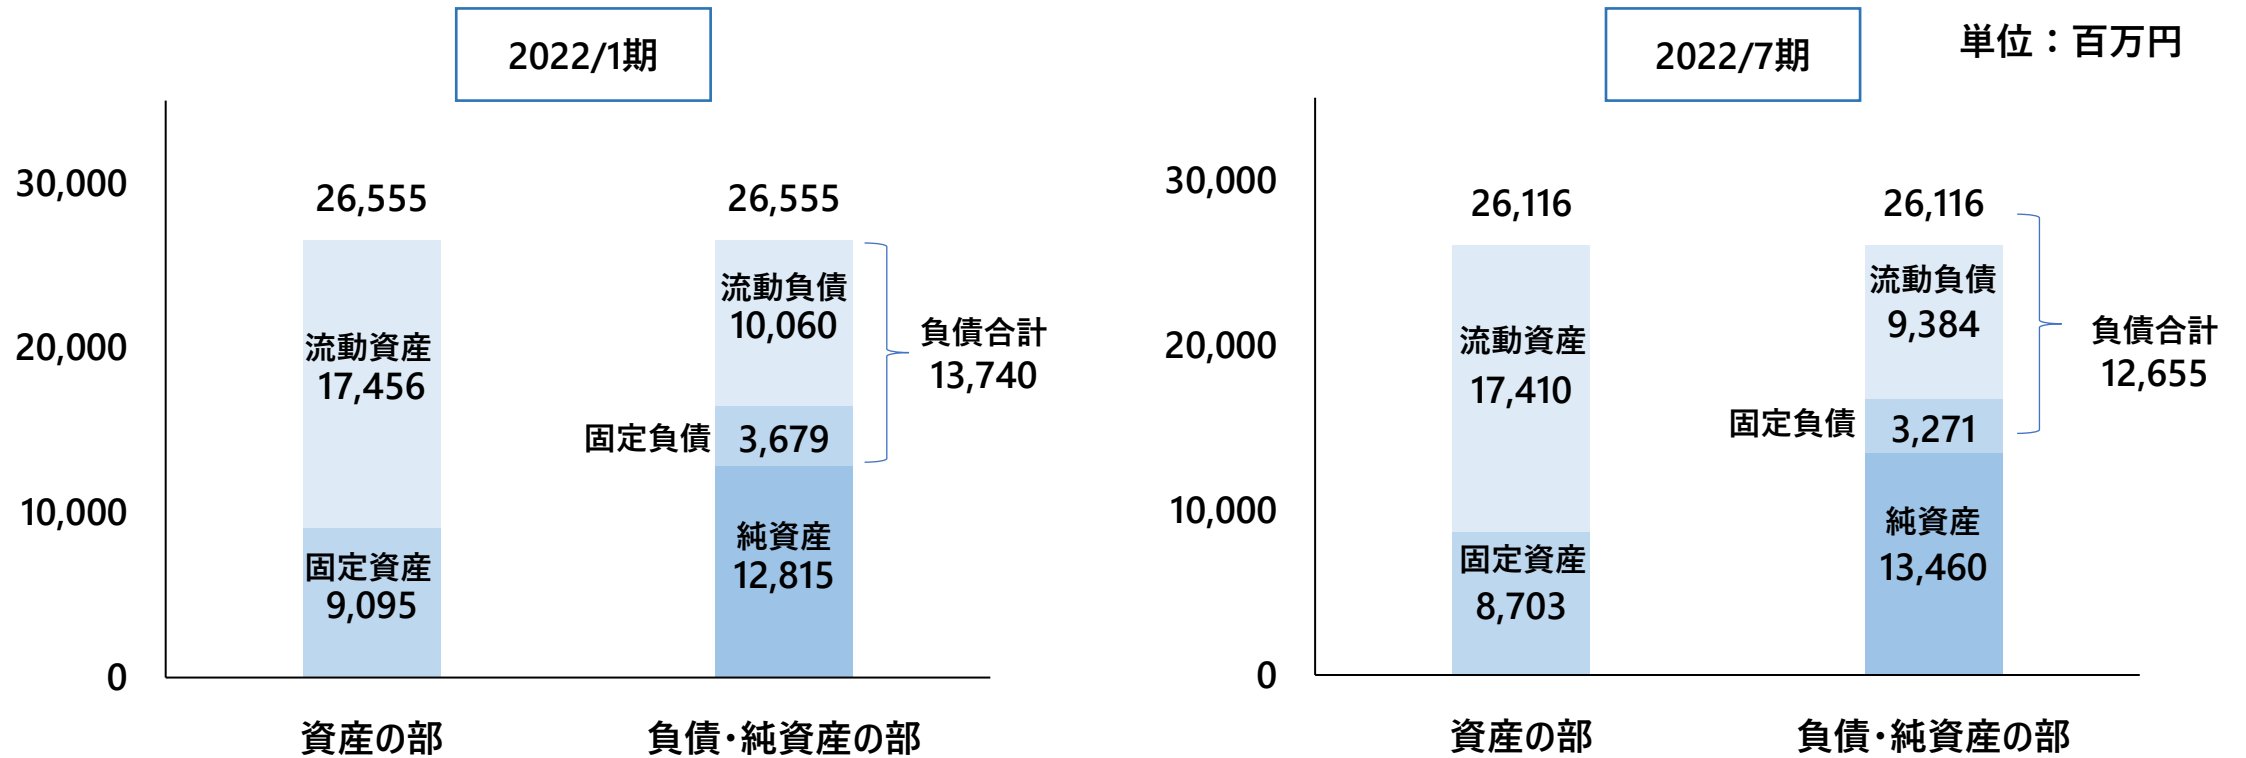 2022/1期
30,000
20,000
10,000
0
26,555
流動資産
17,456
固定資産
9,095
資産の部
26,555
流動負債
10,060
固定負債
3,679
純資産
12,815
負債・純資産の部
負債合計
13,740
2022/7期
単位：百万円
30,000
20,000
10,000
0
26,116
流動資産
17,410
固定資産
8,703
資産の部
26,116
流動負債
9,384
固定負債
3,271
純資産
13,460
負債・純資産の部
負債合計
12,655